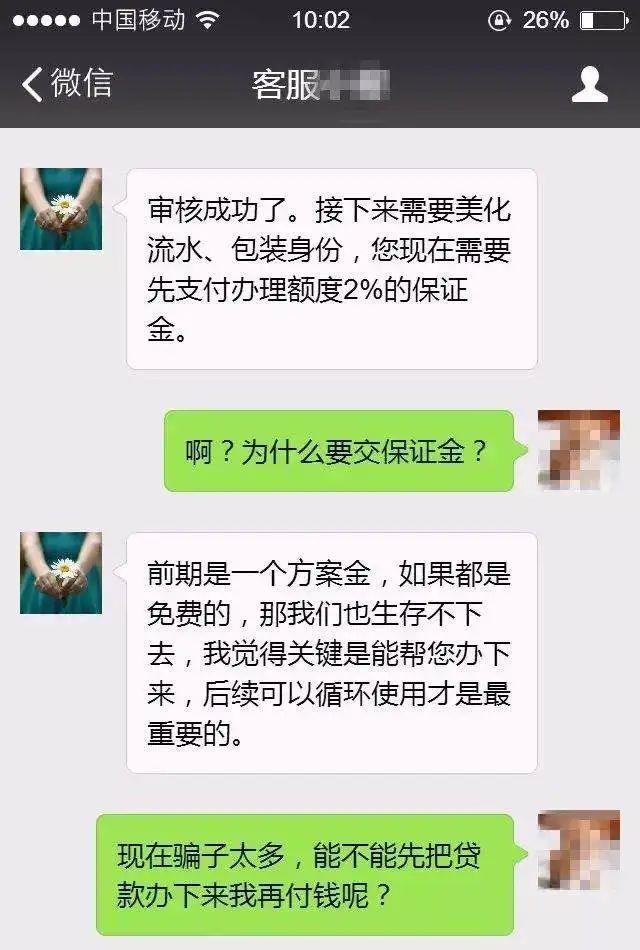 中国移动 10:02 26%
微信 客服
审核成功了。接下来需要美化
流水、包装身份，您现在需要
先支付办理额度2%的保证
金。
啊？为什么要交保证金？
前期是一个方案金，如果都是
免费的，那我们也生存不下
去，我觉得关键是能帮您办下
来，后续可以循环使用才是最
重要的。
现在骗子太多，能不能先把贷
款办下来我再付钱呢？